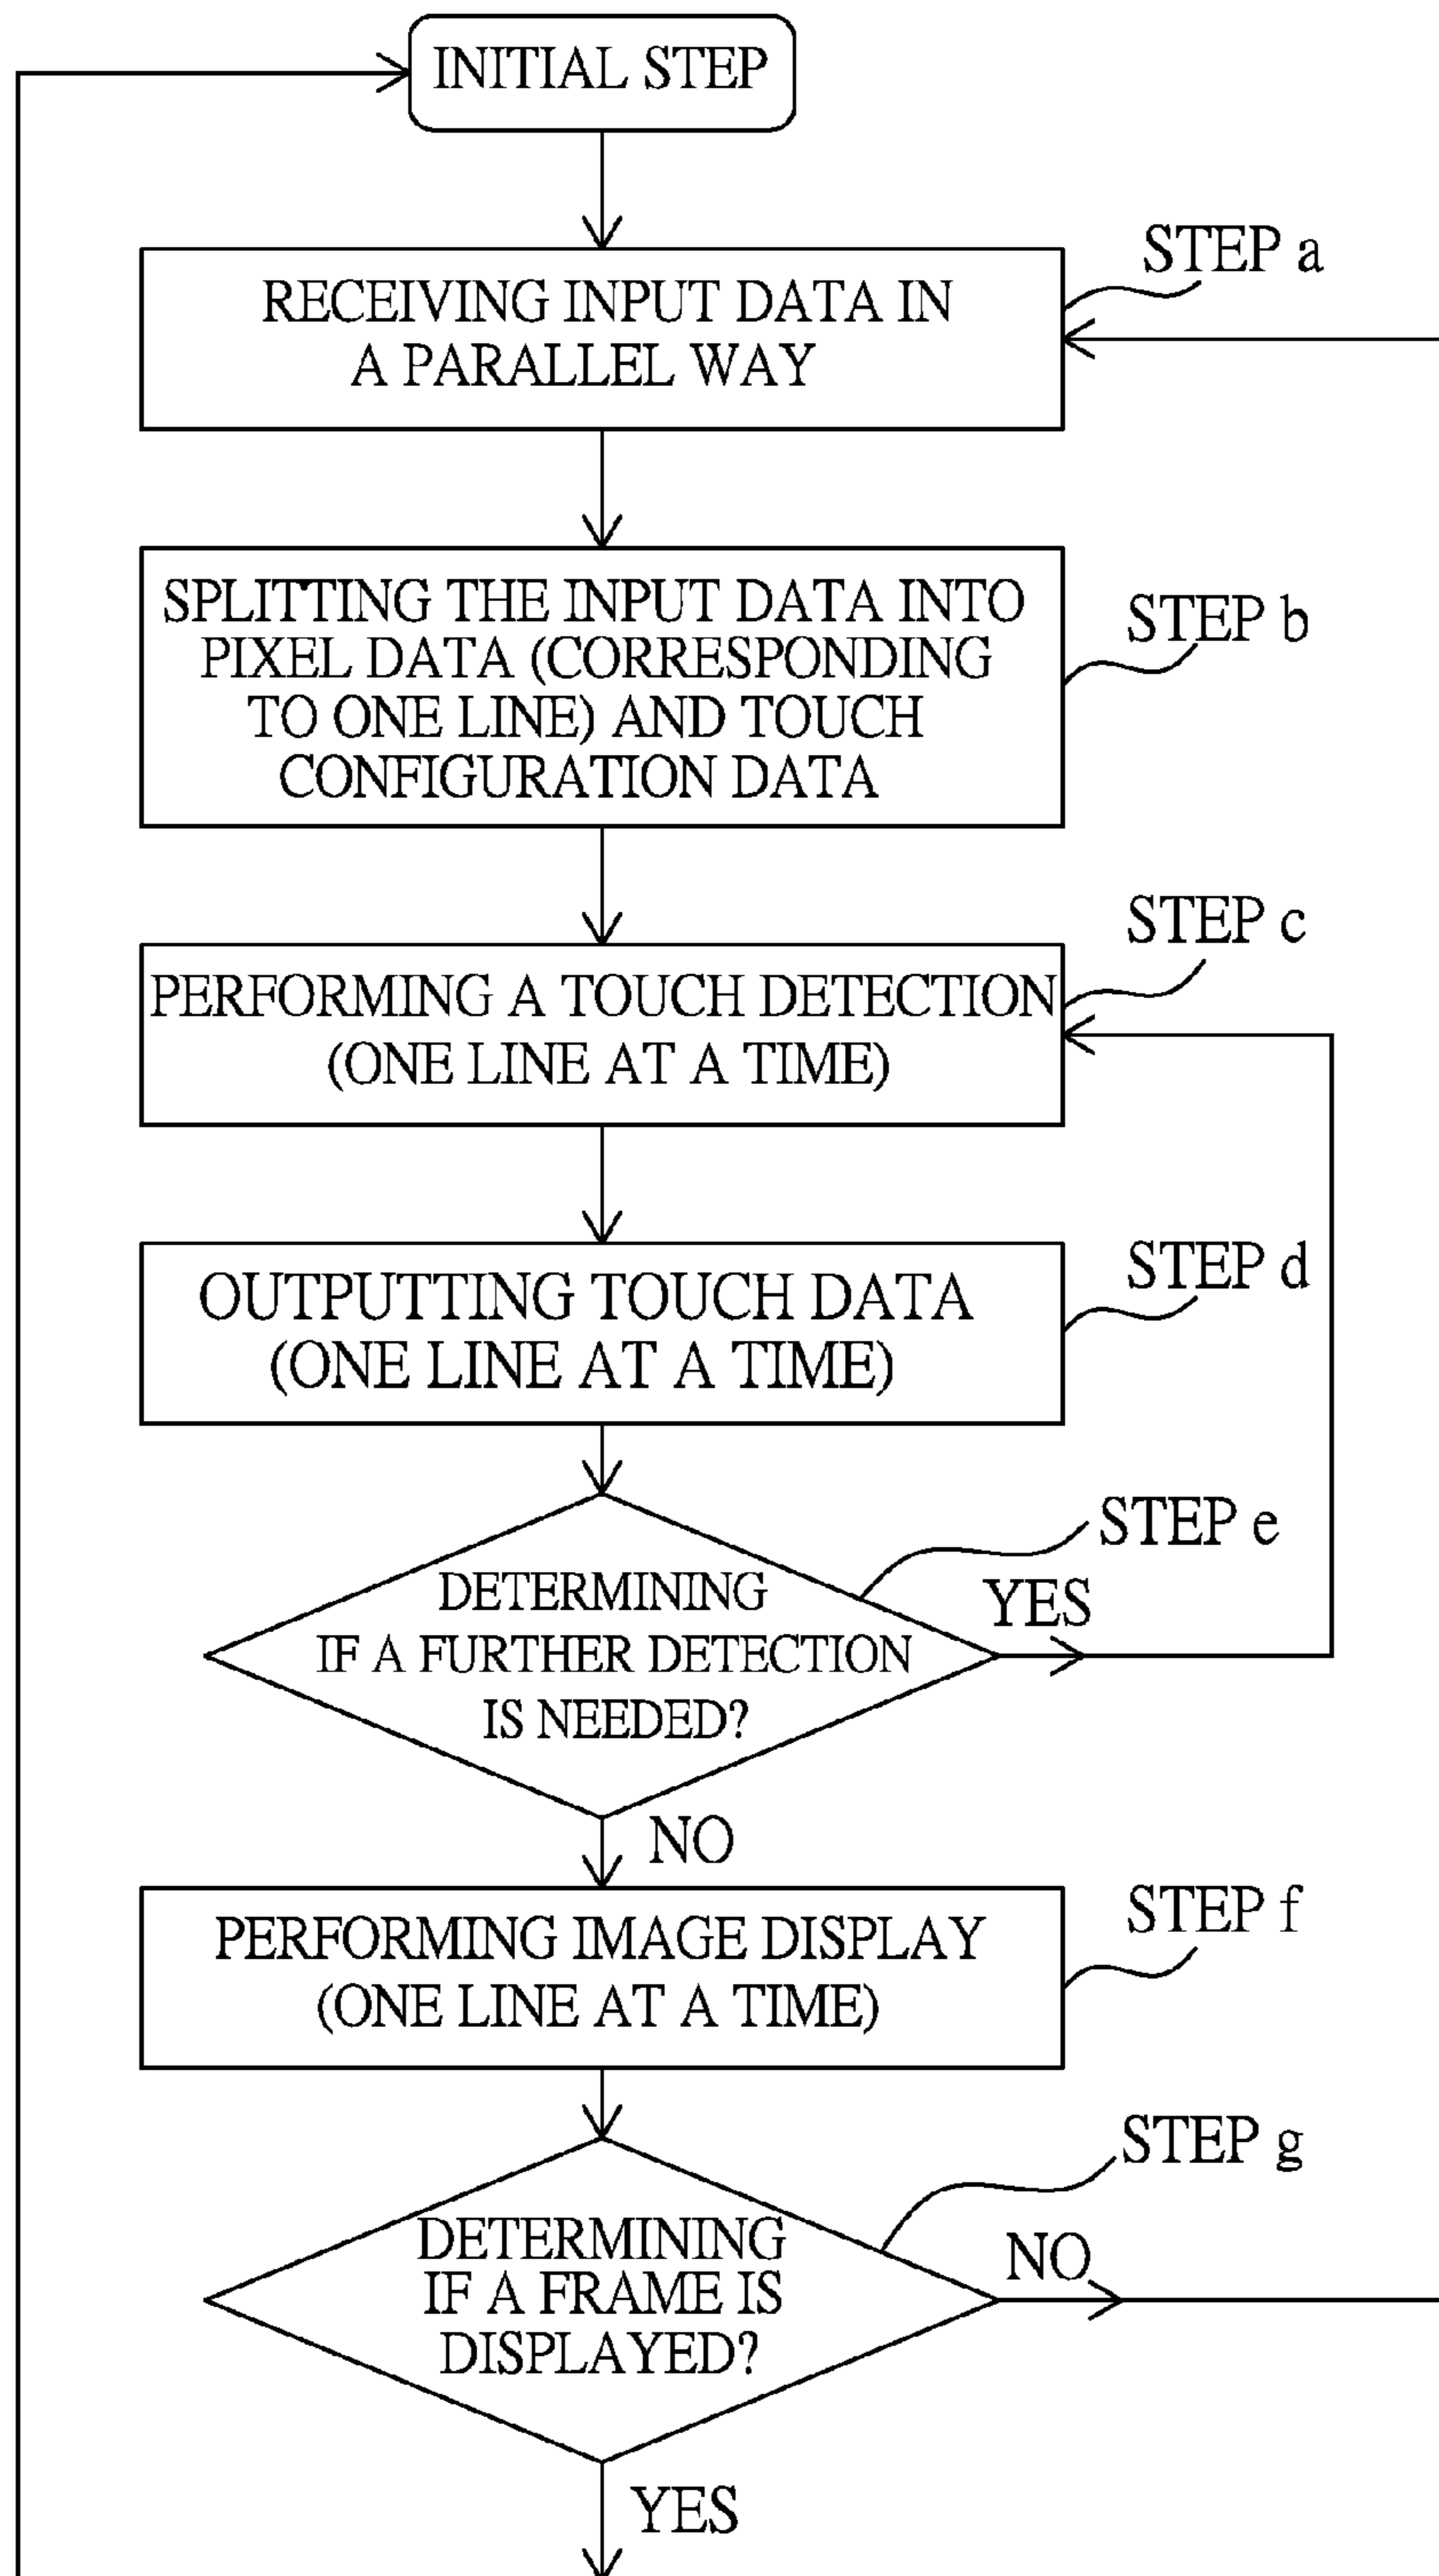 INITIAL STEP
STEP a
RECEIVING INPUT DATA IN
A PARALLEL WAY
STEP b
SPLITTING THE INPUT DATA INTO
PIXEL DATA (CORRESPONDING
TO ONE LINE) AND TOUCH
CONFIGURATION DATA
STEP c
PERFORMING A TOUCH DETECTION
(ONE LINE AT A TIME)
STEP d
OUTPUTTING TOUCH DATA
(ONE LINE AT A TIME)
STEP e
DETERMINING
IF A FURTHER DETECTION
IS NEEDED?
YES
NO
STEP f
PERFORMING IMAGE DISPLAY
(ONE LINE AT A TIME)
STEP g
DETERMINING
IF A FRAME IS
DISPLAYED?
NO
YES